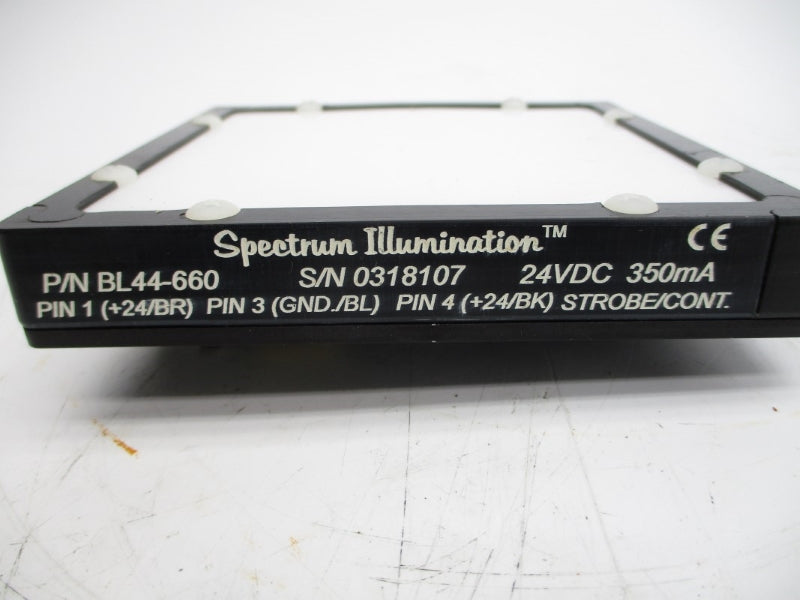 Spectrum Illumination™ CE
P/N BL44-660 S/N 0318107 24VDC 350mA
PIN 1 (+24/BR) PIN 3 (GND./BL) PIN 4 (+24/BK) STROBE/CONT.